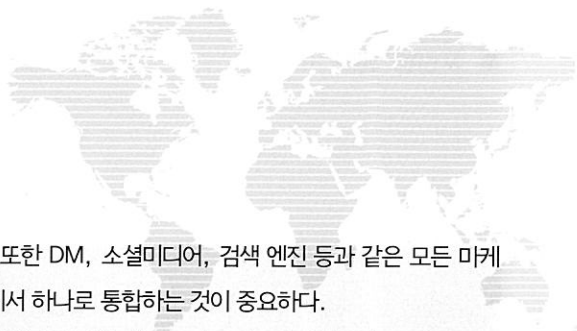 또한 DM, 소셜미디어, 검색 엔진 등과 같은 모든 마케
서 하나로 통합하는 것이 중요하다.